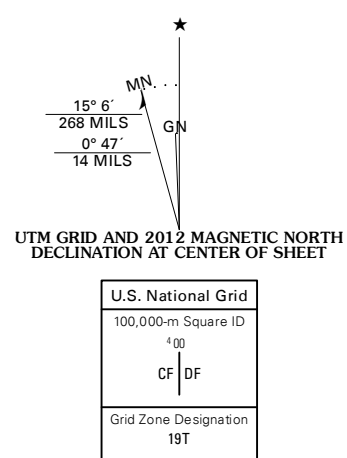 ★
MN
15° 6´
268 MILS
GN
0° 47´
14 MILS
UTM GRID AND 2012 MAGNETIC NORTH
DECLINATION AT CENTER OF SHEET
U.S. National Grid
100,000-m Square ID
4 00
CF DF
Grid Zone Designation
19T